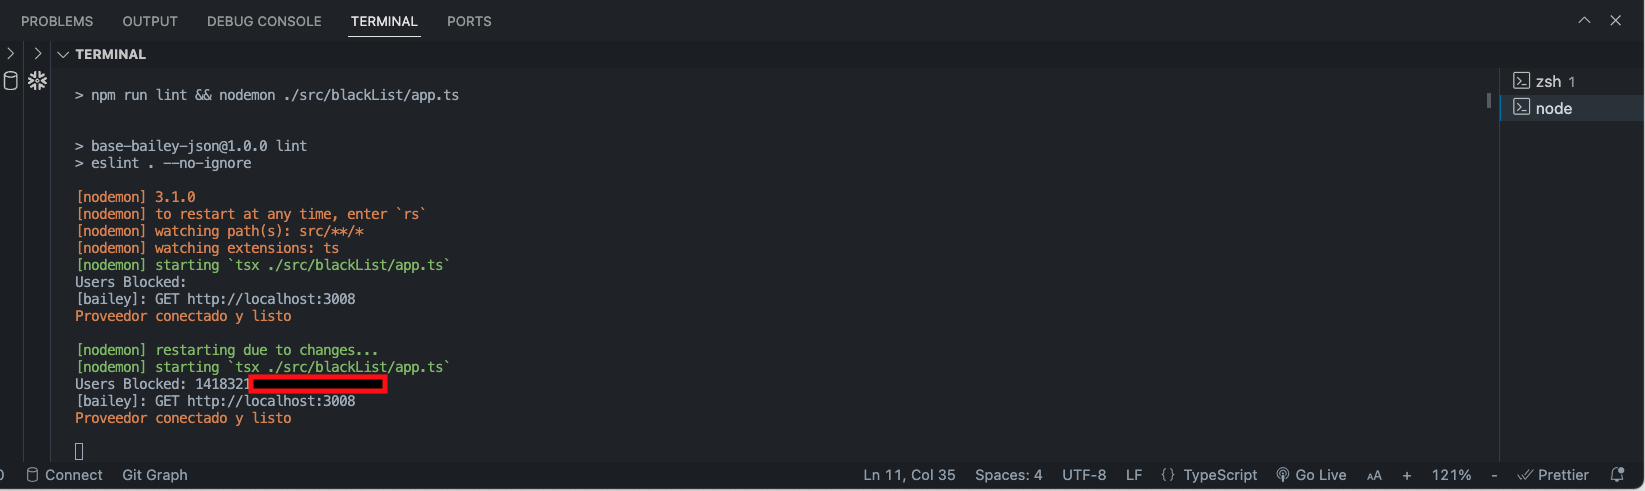 PROBLEMS OUTPUT DEBUG CONSOLE TERMINAL PORTS
TERMINAL
> npm run lint && nodemon ./src/blackList/app.ts
> base-bailey-json@1.0.0 lint
> eslint . --no-ignore
[nodemon] 3.1.0
[nodemon] to restart at any time, enter `rs`
[nodemon] watching path(s): src/**/*
[nodemon] watching extensions: ts
[nodemon] starting `tsx ./src/blackList/app.ts`
Users Blocked:
[bailey]: GET http://localhost:3008
Proveedor conectado y listo
[nodemon] restarting due to changes...
[nodemon] starting `tsx ./src/blackList/app.ts`
Users Blocked: 1418321
[bailey]: GET http://localhost:3008
Proveedor conectado y listo
zsh 1
node
Connect Git Graph Ln 11, Col 35 Spaces: 4 UTF-8 LF {} TypeScript Go Live AA + 121% - Prettier